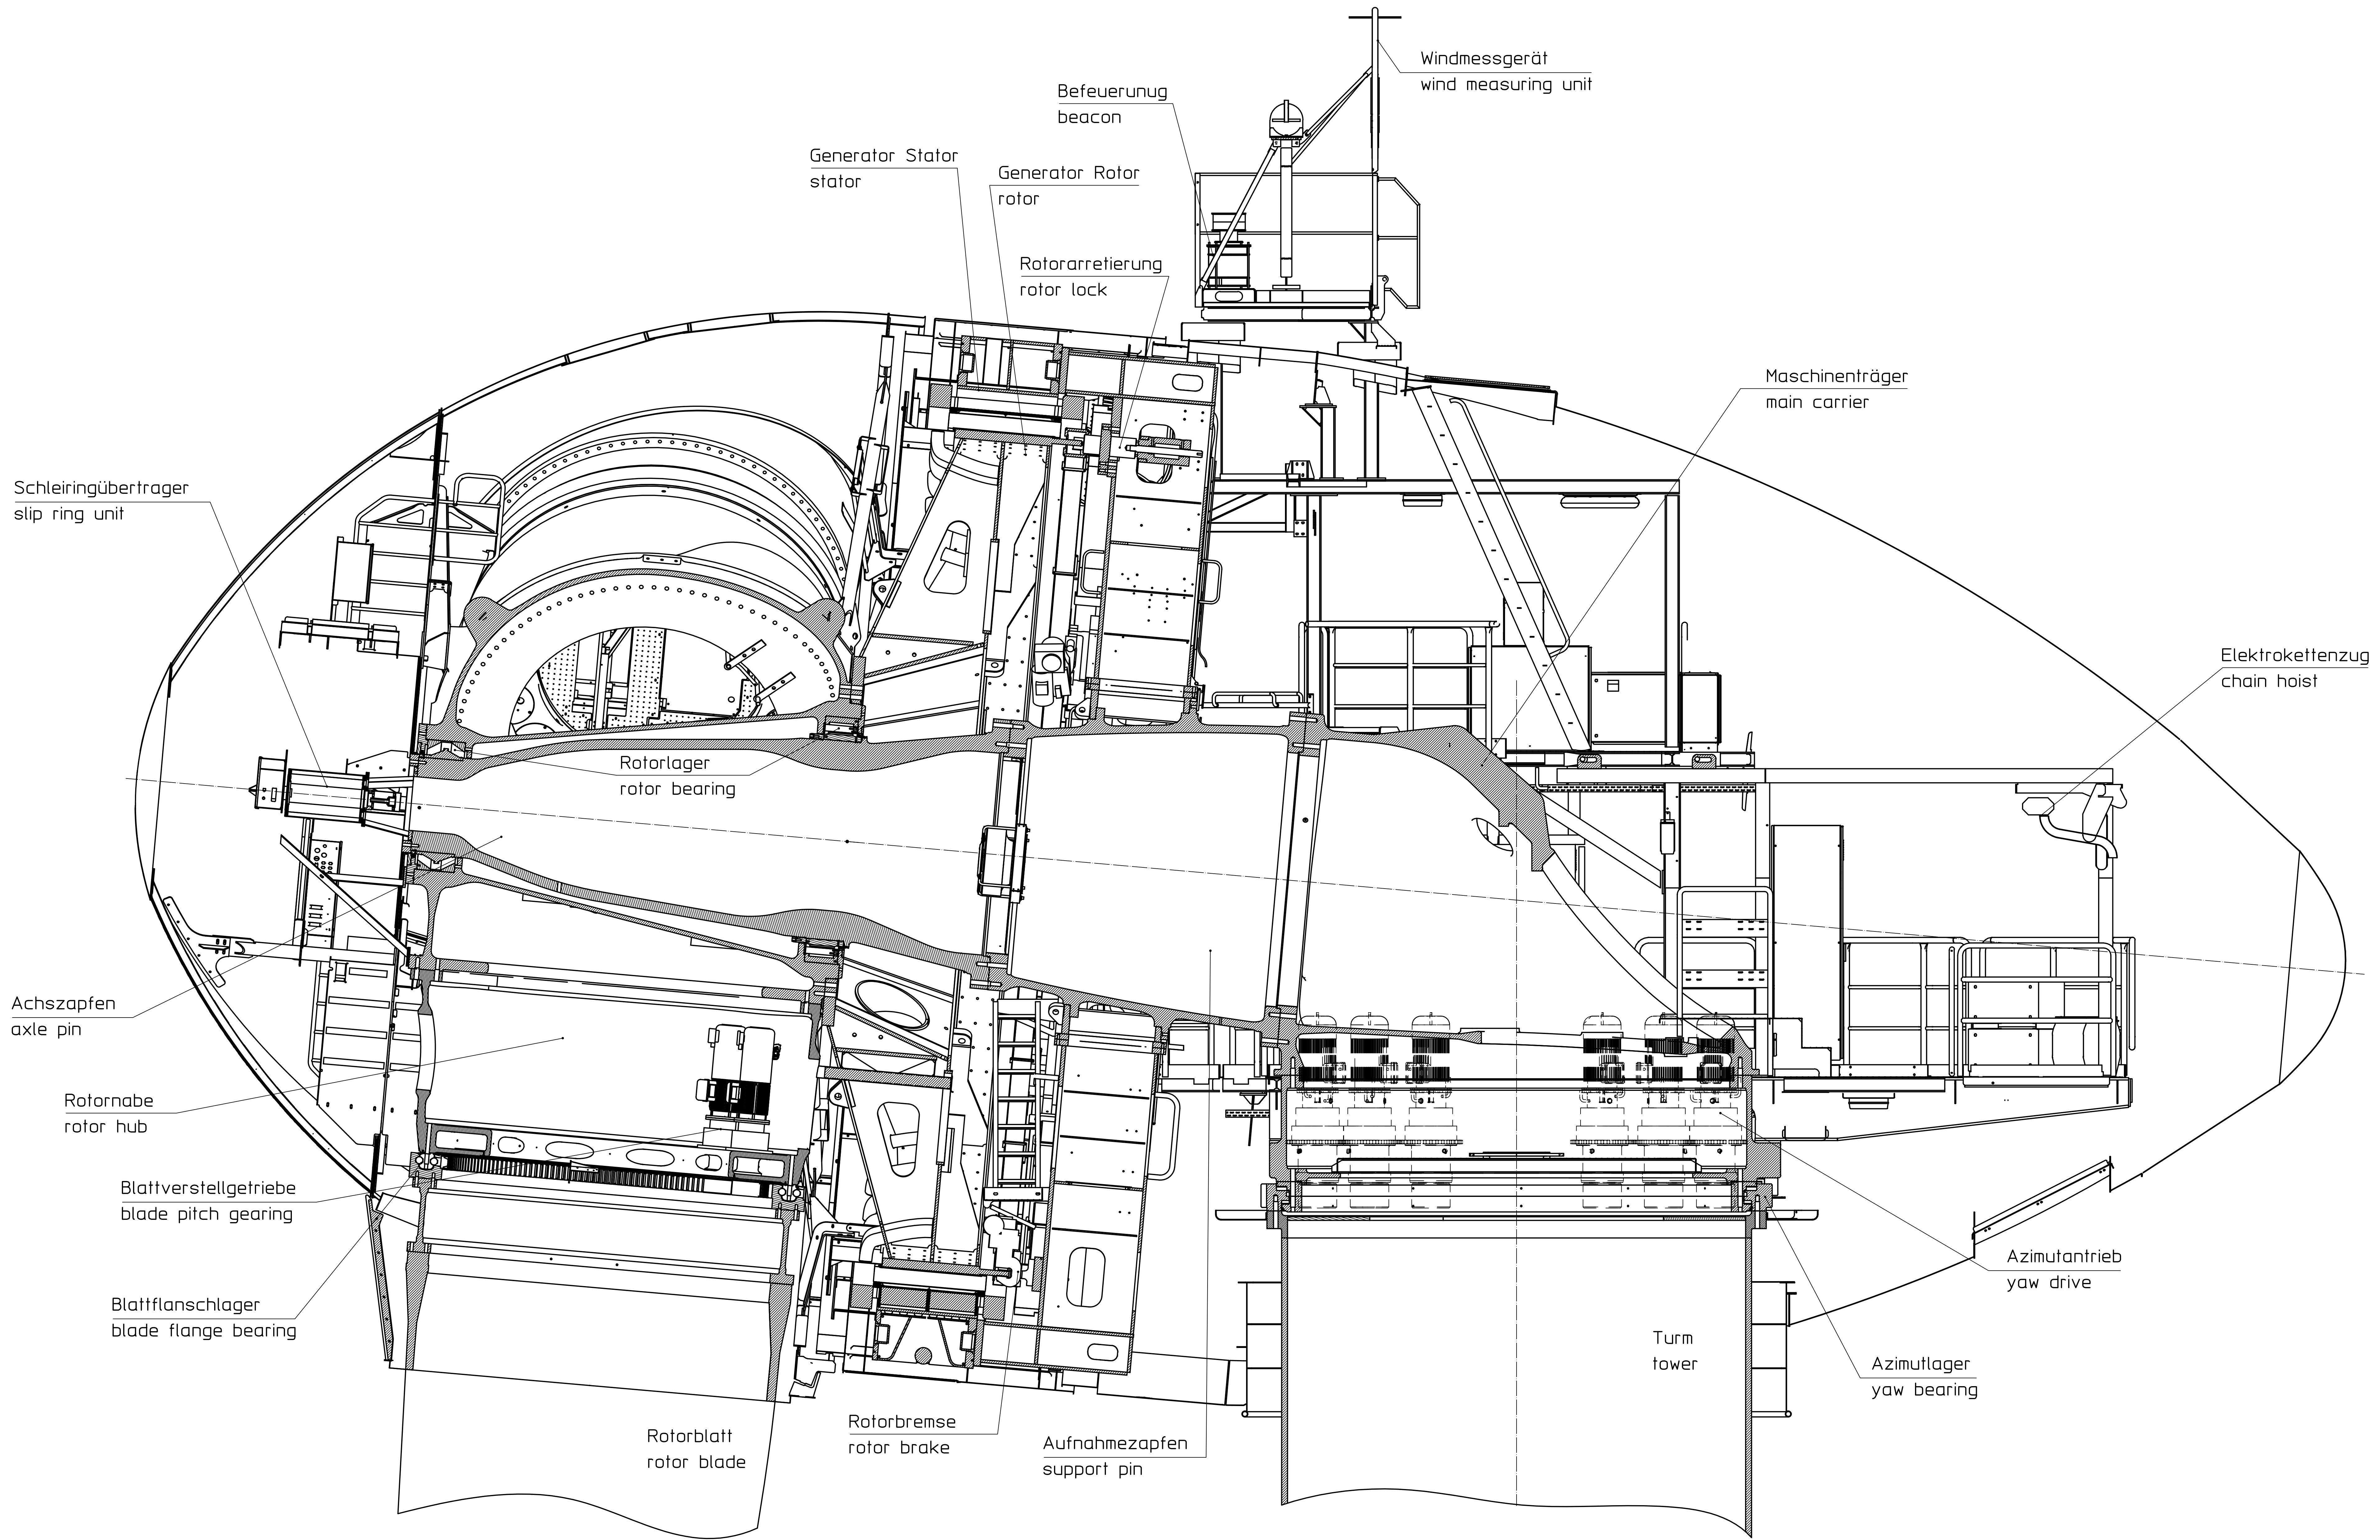 Windmessgerät
wind measuring unit
Befeuerunug
beacon
Generator Stator
stator
Generator Rotor
rotor
Rotorarretierung
rotor lock
Maschinenträger
main carrier
Schleiringübertrager
slip ring unit
Elektrokettenzug
chain hoist
Rotorlager
rotor bearing
Achszapfen
axle pin
Rotornabe
rotor hub
Blattverstellgetriebe
blade pitch gearing
Blattflanschlager
blade flange bearing
Rotorblatt
rotor blade
Rotorbremse
rotor brake
Aufnahmezapfen
support pin
Turm
tower
Azimutantrieb
yaw drive
Azimutlager
yaw bearing